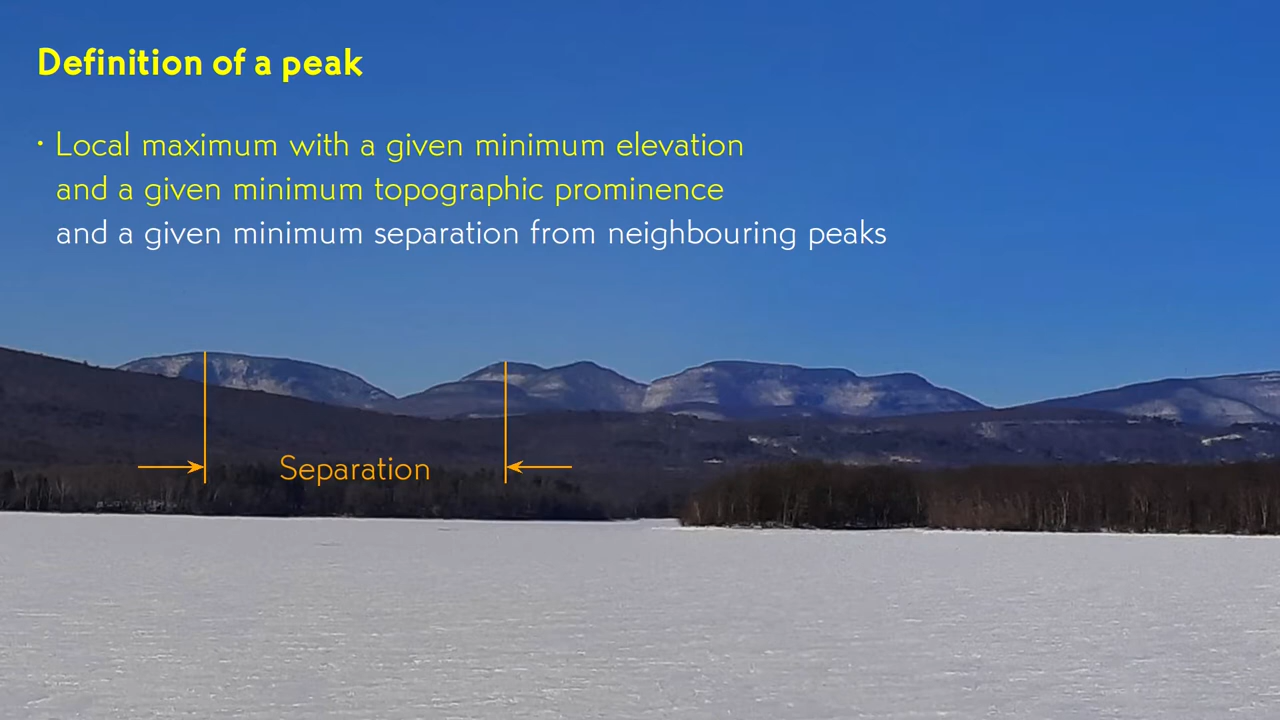 Definition of a peak
· Local maximum with a given minimum elevation
and a given minimum topographic prominence
and a given minimum separation from neighbouring peaks
Separation